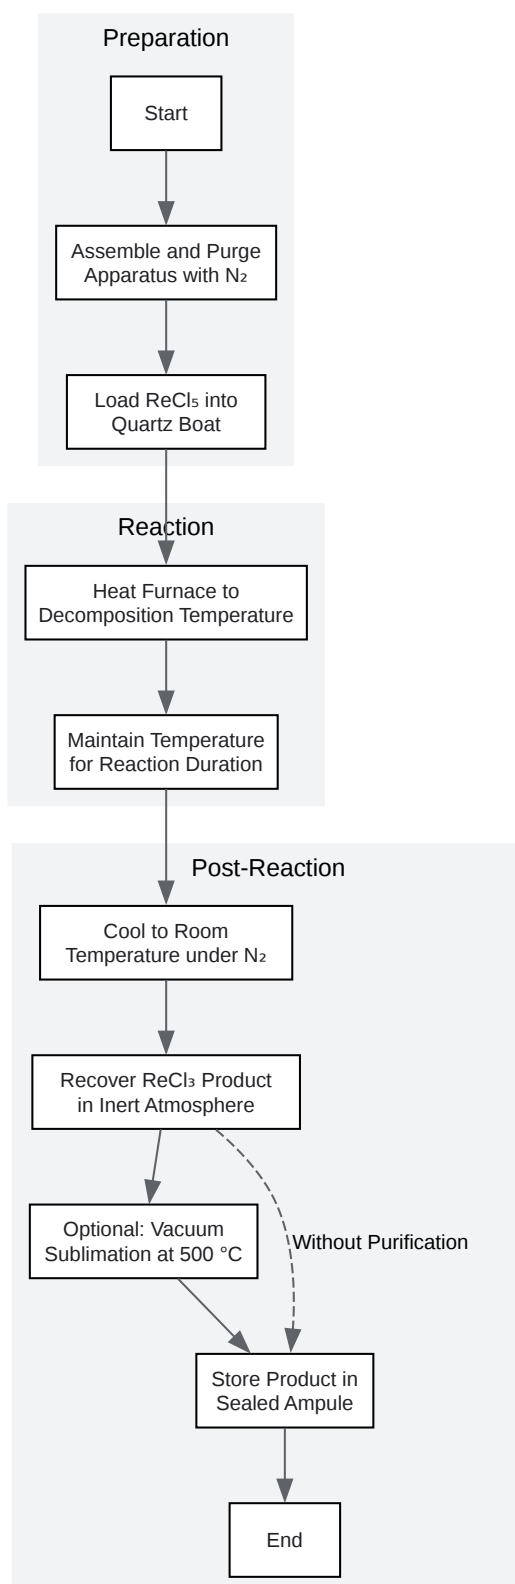 Preparation
Start
Assemble and Purge
Apparatus with N₂
Load ReCl₅ into
Quartz Boat
Reaction
Heat Furnace to
Decomposition Temperature
Maintain Temperature
for Reaction Duration
Post-Reaction
Cool to Room
Temperature under N₂
Recover ReCl₃ Product
in Inert Atmosphere
Optional: Vacuum
Sublimation at 500 °C
Without Purification
Store Product in
Sealed Ampule
End